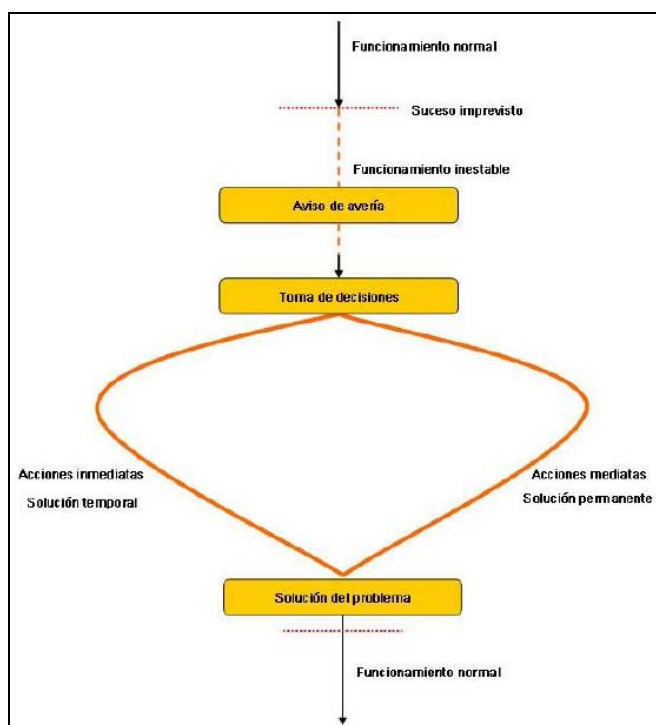 Funcionamiento normal
Suceso imprevisto
Funcionamiento inestable
Aviso de avería
Toma de decisiones
Acciones inmediatas
Solución temporal
Acciones mediatas
Solución permanente
Solución del problema
Funcionamiento normal